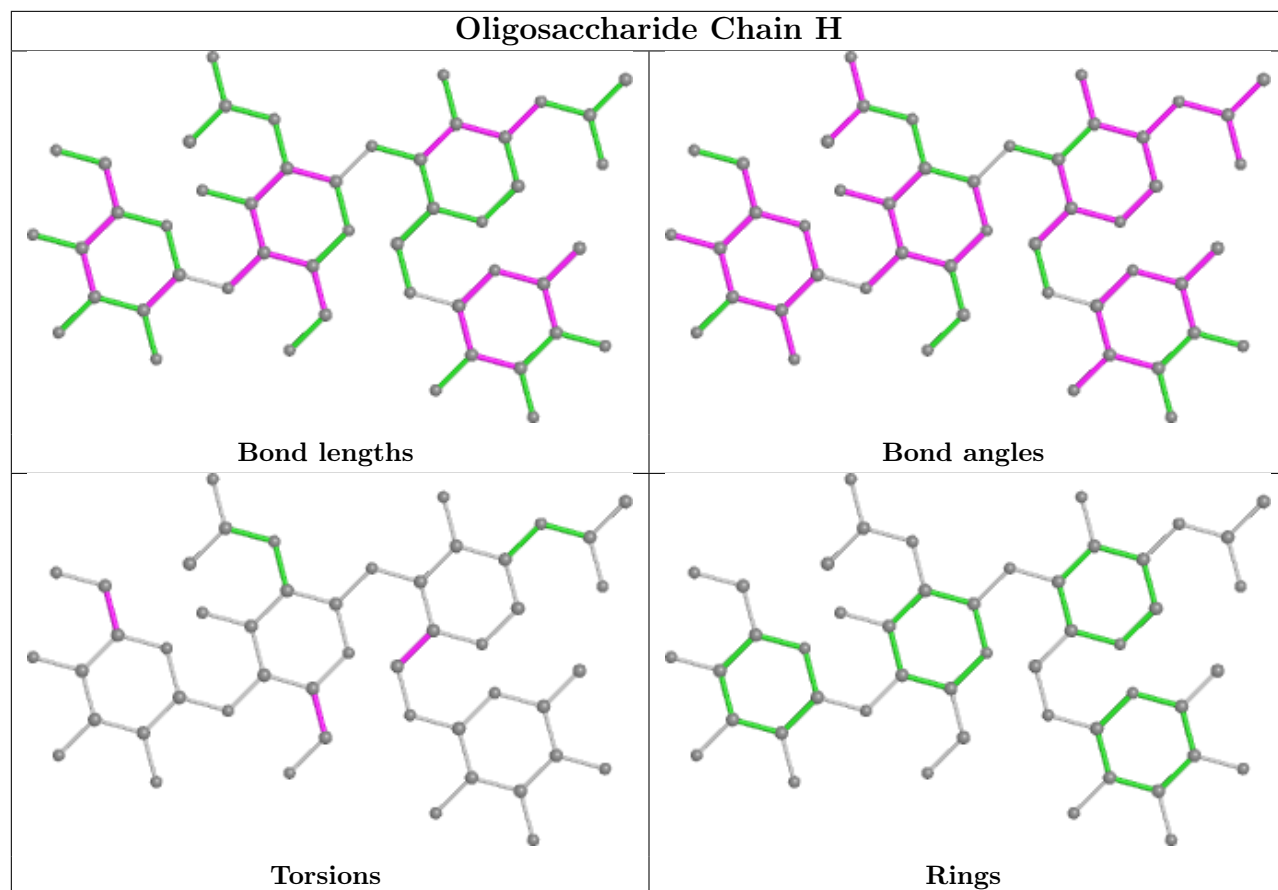 Oligosaccharide Chain H
Bond lengths
Bond angles
Torsions
Rings